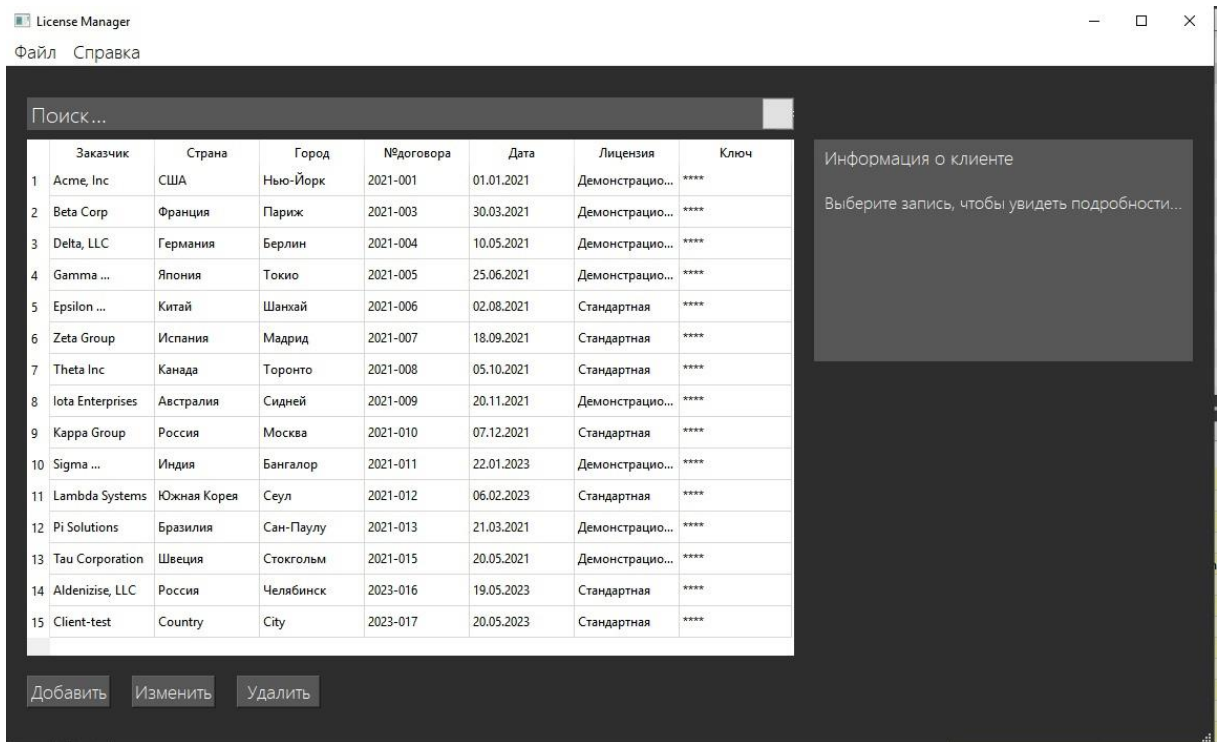 License Manager
Файл Справка
Поиск...
Заказчик Страна Город №договора Дата Лицензия Ключ
1 Acme, Inc США Нью-Йорк 2021-001 01.01.2021 Демонстрацио... ****
2 Beta Corp Франция Париж 2021-003 30.03.2021 Демонстрацио... ****
3 Delta, LLC Германия Берлин 2021-004 10.05.2021 Демонстрацио... ****
4 Gamma ... Япония Токио 2021-005 25.06.2021 Демонстрацио... ****
5 Epsilon ... Китай Шанхай 2021-006 02.08.2021 Стандартная ****
6 Zeta Group Испания Мадрид 2021-007 18.09.2021 Стандартная ****
7 Theta Inc Канада Торонто 2021-008 05.10.2021 Стандартная ****
8 Iota Enterprises Австралия Сидней 2021-009 20.11.2021 Демонстрацио... ****
9 Kappa Group Россия Москва 2021-010 07.12.2021 Стандартная ****
10 Sigma ... Индия Бангалор 2021-011 22.01.2023 Демонстрацио... ****
11 Lambda Systems Южная Корея Сеул 2021-012 06.02.2023 Стандартная ****
12 Pi Solutions Бразилия Сан-Паулу 2021-013 21.03.2021 Демонстрацио... ****
13 Tau Corporation Швеция Стокгольм 2021-015 20.05.2021 Демонстрацио... ****
14 Aldenizise, LLC Россия Челябинск 2023-016 19.05.2023 Стандартная ****
15 Client-test Country City 2023-017 20.05.2023 Стандартная ****
Информация о клиенте
Выберите запись, чтобы увидеть подробности...
Добавить Изменить Удалить